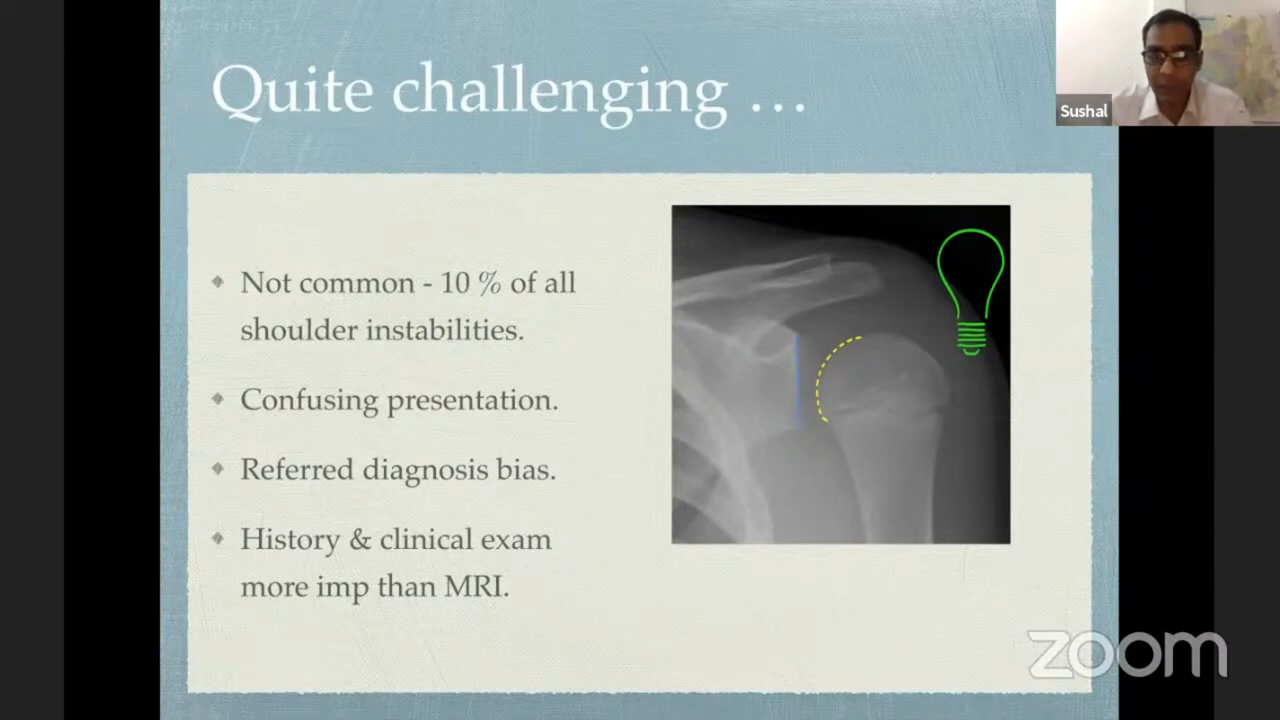 Quite challenging …
Sushal
Not common - 10 % of all
shoulder instabilities.
Confusing presentation.
Referred diagnosis bias.
History & clinical exam
more imp than MRI.
zoom